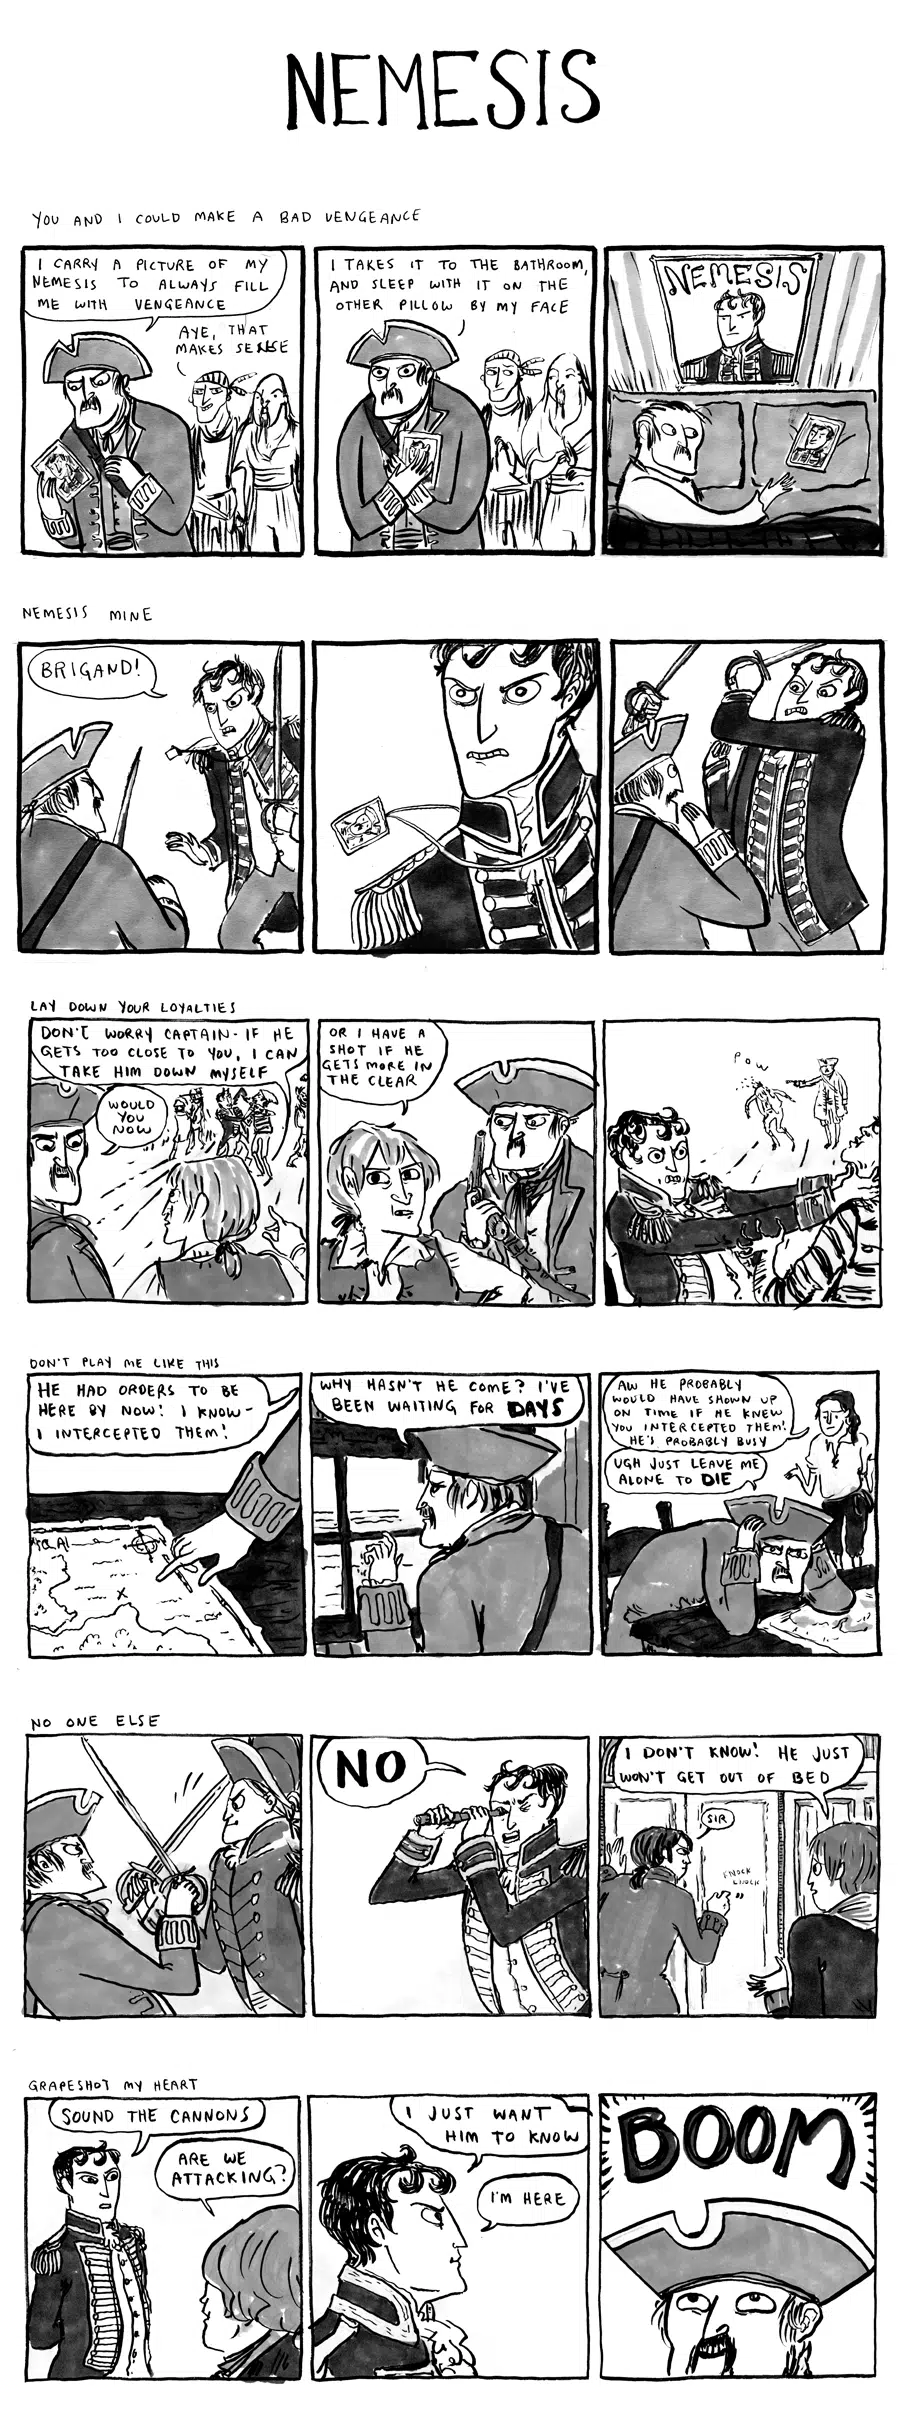 NEMESIS
YOU AND I COULD MAKE A BAD VENGEANCE
I CARRY A PICTURE OF MY
NEMESIS TO ALWAYS FILL
ME WITH VENGEANCE
AYE, THAT
MAKES SENSE
I TAKES IT TO THE BATHROOM,
AND SLEEP WITH IT ON THE
OTHER PILLOW BY MY FACE
NEMESIS
NEMESIS MINE
BRIGAND!
LAY DOWN YOUR LOYALTIES
DON'T WORRY CAPTAIN - IF HE
GETS TOO CLOSE TO YOU, I CAN
TAKE HIM DOWN MYSELF
WOULD
YOU
NOW
OR I HAVE A
SHOT IF HE
GETS MORE IN
THE CLEAR
POW
DON'T PLAY ME LIKE THIS
HE HAD ORDERS TO BE
HERE BY NOW! I KNOW -
I INTERCEPTED THEM!
WHY HASN'T HE COME? I'VE
BEEN WAITING FOR DAYS
AW HE PROBABLY
WOULD HAVE SHOWN UP
ON TIME IF HE KNEW
YOU INTERCEPTED THEM!
HE'S PROBABLY BUSY
UGH JUST LEAVE ME
ALONE TO DIE
NO ONE ELSE
NO
I DON'T KNOW! HE JUST
WON'T GET OUT OF BED
SIR
KNOCK
KNOCK
GRAPESHOT MY HEART
SOUND THE CANNONS
ARE WE
ATTACKING?
I JUST WANT
HIM TO KNOW
I'M HERE
BOOM